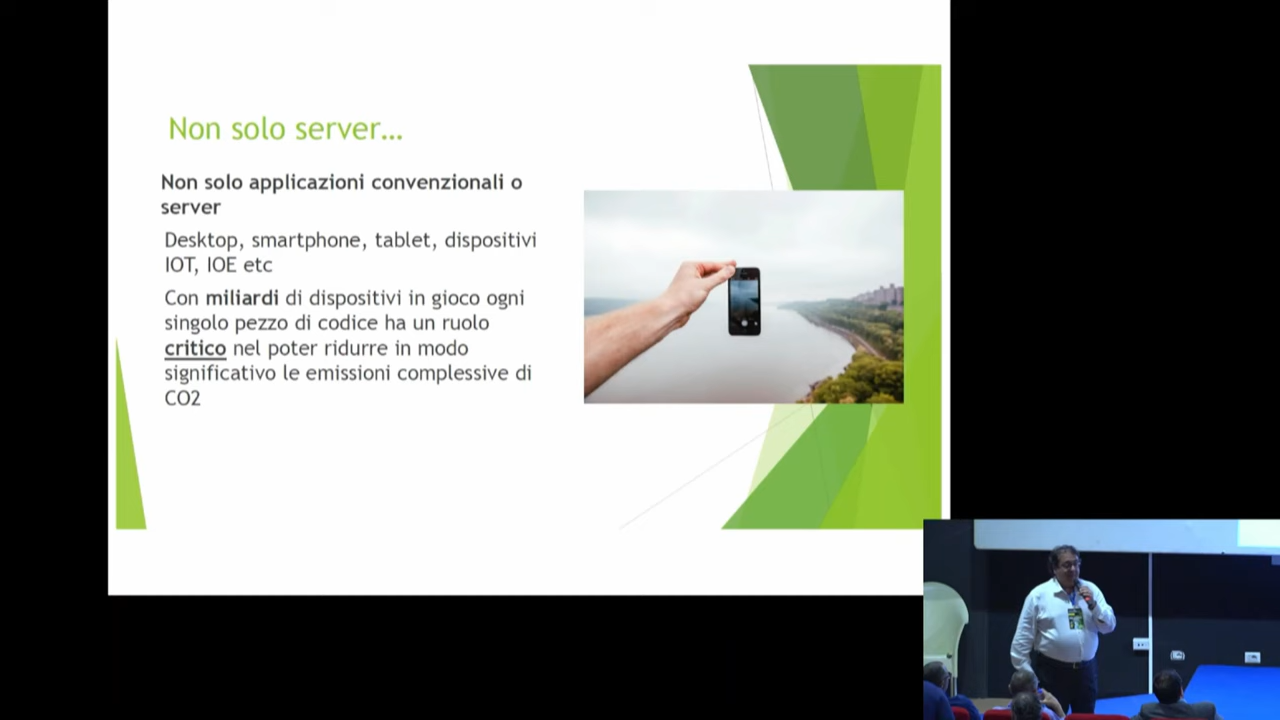 Non solo server...
Non solo applicazioni convenzionali o
server
Desktop, smartphone, tablet, dispositivi
IOT, IOE etc
Con miliardi di dispositivi in gioco ogni
singolo pezzo di codice ha un ruolo
critico nel poter ridurre in modo
significativo le emissioni complessive di
CO2